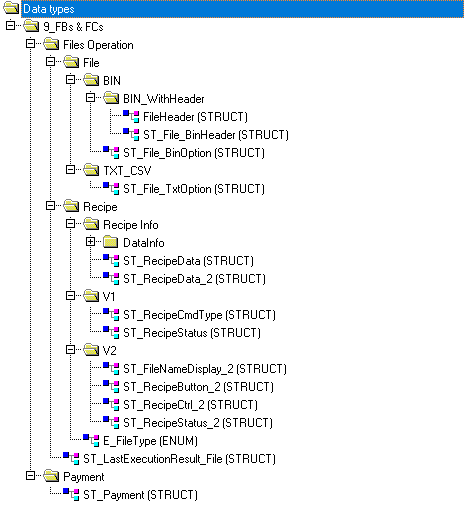 Data types
9_FBs & FCs
Files Operation
File
BIN
BIN_WithHeader
FileHeader (STRUCT)
ST_File_BinHeader (STRUCT)
ST_File_BinOption (STRUCT)
TXT_CSV
ST_File_TxtOption (STRUCT)
Recipe
Recipe Info
DataInfo
ST_RecipeData (STRUCT)
ST_RecipeData_2 (STRUCT)
V1
ST_RecipeCmdType (STRUCT)
ST_RecipeStatus (STRUCT)
V2
ST_FileNameDisplay_2 (STRUCT)
ST_RecipeButton_2 (STRUCT)
ST_RecipeCtrl_2 (STRUCT)
ST_RecipeStatus_2 (STRUCT)
E_FileType (ENUM)
ST_LastExecutionResult_File (STRUCT)
Payment
ST_Payment (STRUCT)